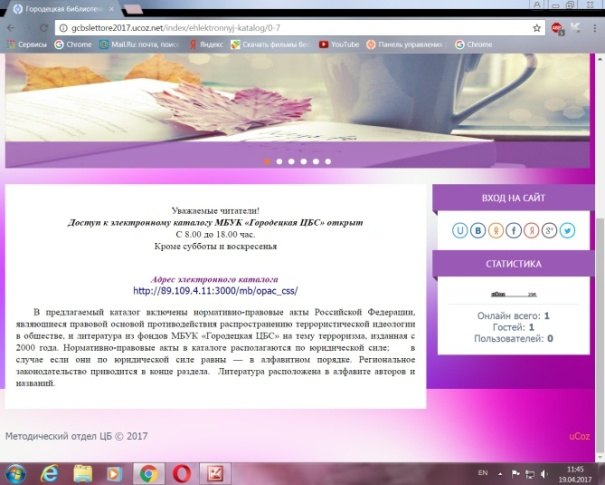 Городецкая библиотек
gcbslettore2017.ucoz.net/index/ehlektronnyj-katalog/0-7
Сервисы Chrome Mail.Ru: почта, поиск Яндекс Скачать фильмы бес YouTube Панель управления Chrome
Уважаемые читатели!
Доступ к электронному каталогу МБУК «Городецкая ЦБС» открыт
С 8.00 до 18.00 час.
Кроме субботы и воскресенья
Адрес электронного каталога
http://89.109.4.11:3000/mb/opac_css/
В предлагаемый каталог включены нормативно-правовые акты Российской Федерации,
являющиеся правовой основой противодействия распространению террористической идеологии
в обществе, и литература из фондов МБУК «Городецкая ЦБС» на тему терроризма, изданная с
2000 года. Нормативно-правовые акты в каталоге располагаются по юридической силе; в
случае если они по юридической силе равны — в алфавитном порядке. Региональное
законодательство приводится в конце раздела. Литература расположена в алфавите авторов и
названий.
ВХОД НА САЙТ
СТАТИСТИКА
Онлайн всего: 1
Гостей: 1
Пользователей: 0
Методический отдел ЦБ © 2017
uCoz
EN
11:45
19.04.2017